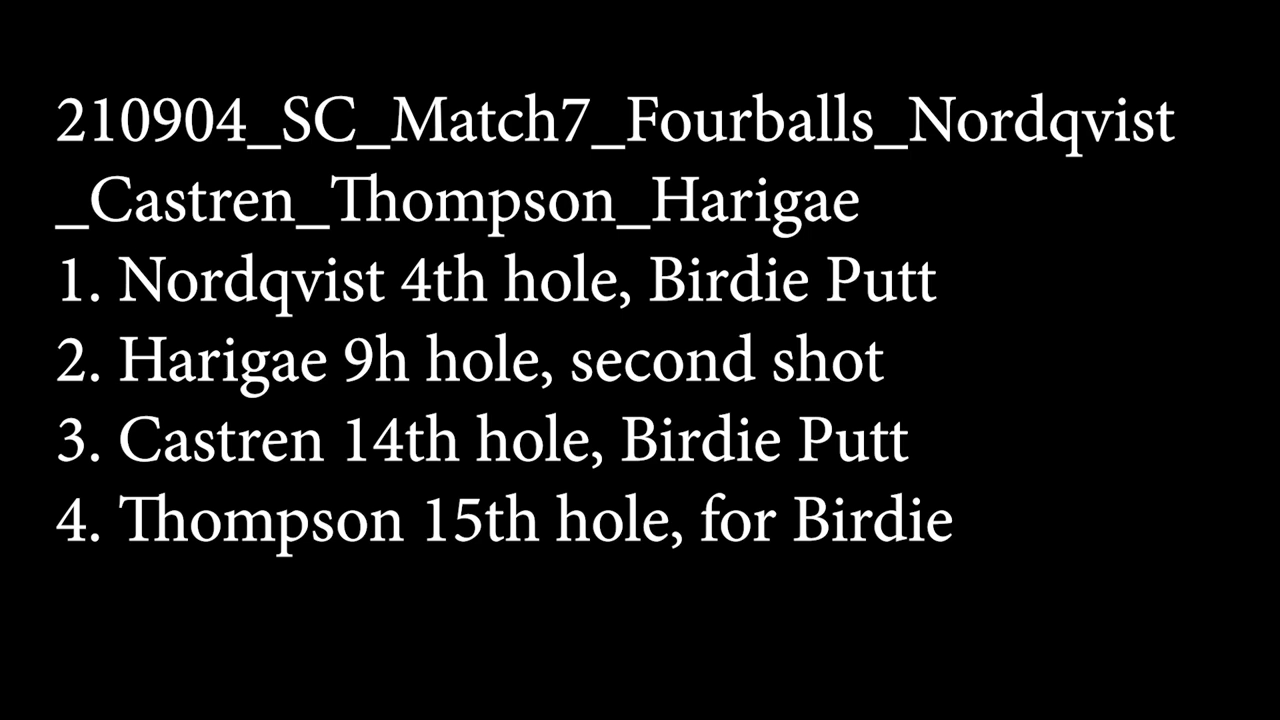 210904_SC_Match7_Fourballs_Nordqvist
_Castren_Thompson_Harigae
1. Nordqvist 4th hole, Birdie Putt
2. Harigae 9h hole, second shot
3. Castren 14th hole, Birdie Putt
4. Thompson 15th hole, for Birdie